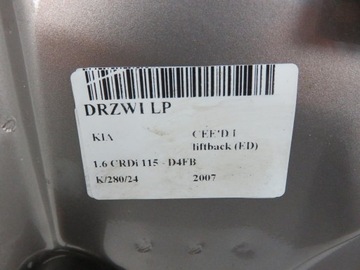 DRZWI LP
KIA CEE'D I
liftback (ED)
1.6 CRDi 115 - D4FB
K/280/24 2007